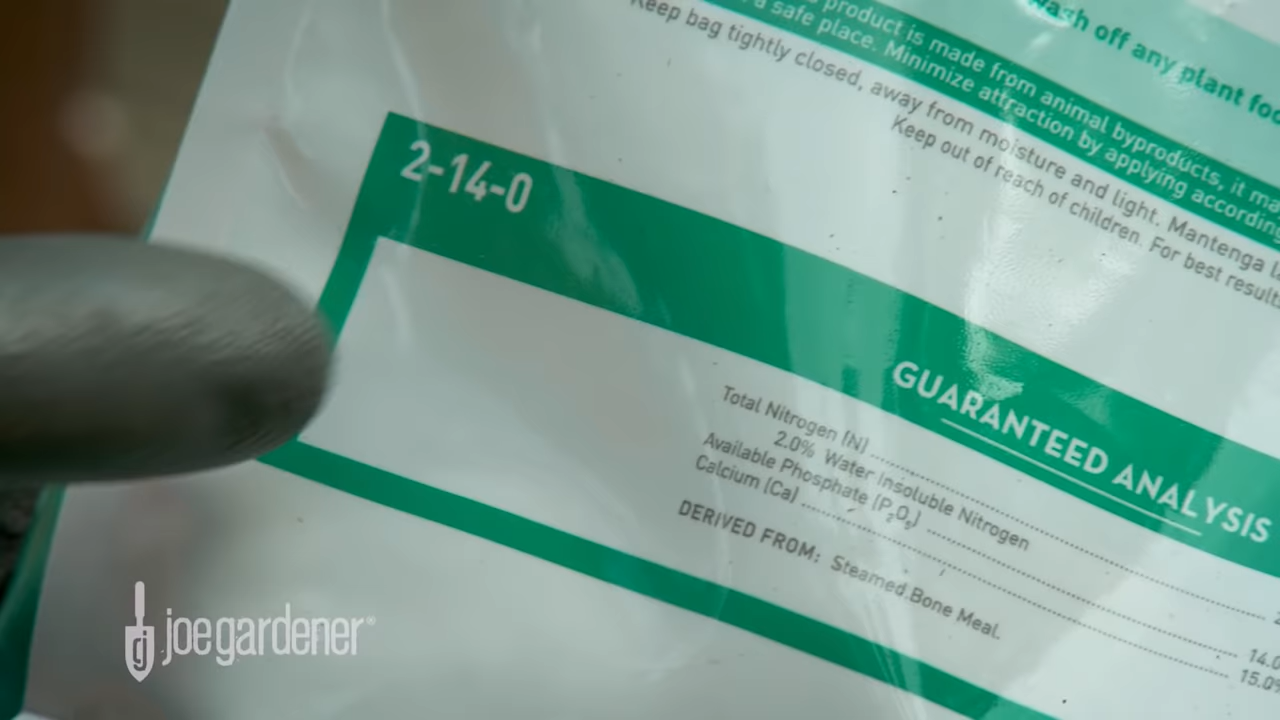 Wash off any plant foo
product is made from animal byproducts, it ma
a safe place. Minimize attraction by applying according
Keep bag tightly closed, away from moisture and light. Mantenga
Keep out of reach of children. For best result
2-14-0
GUARANTEED ANALYSIS
Total Nitrogen (N)
2.0% Water Insoluble Nitrogen
Available Phosphate (P₂O₅) 14.0
Calcium (Ca) 15.0%
DERIVED FROM: Steamed Bone Meal.
joegardener®